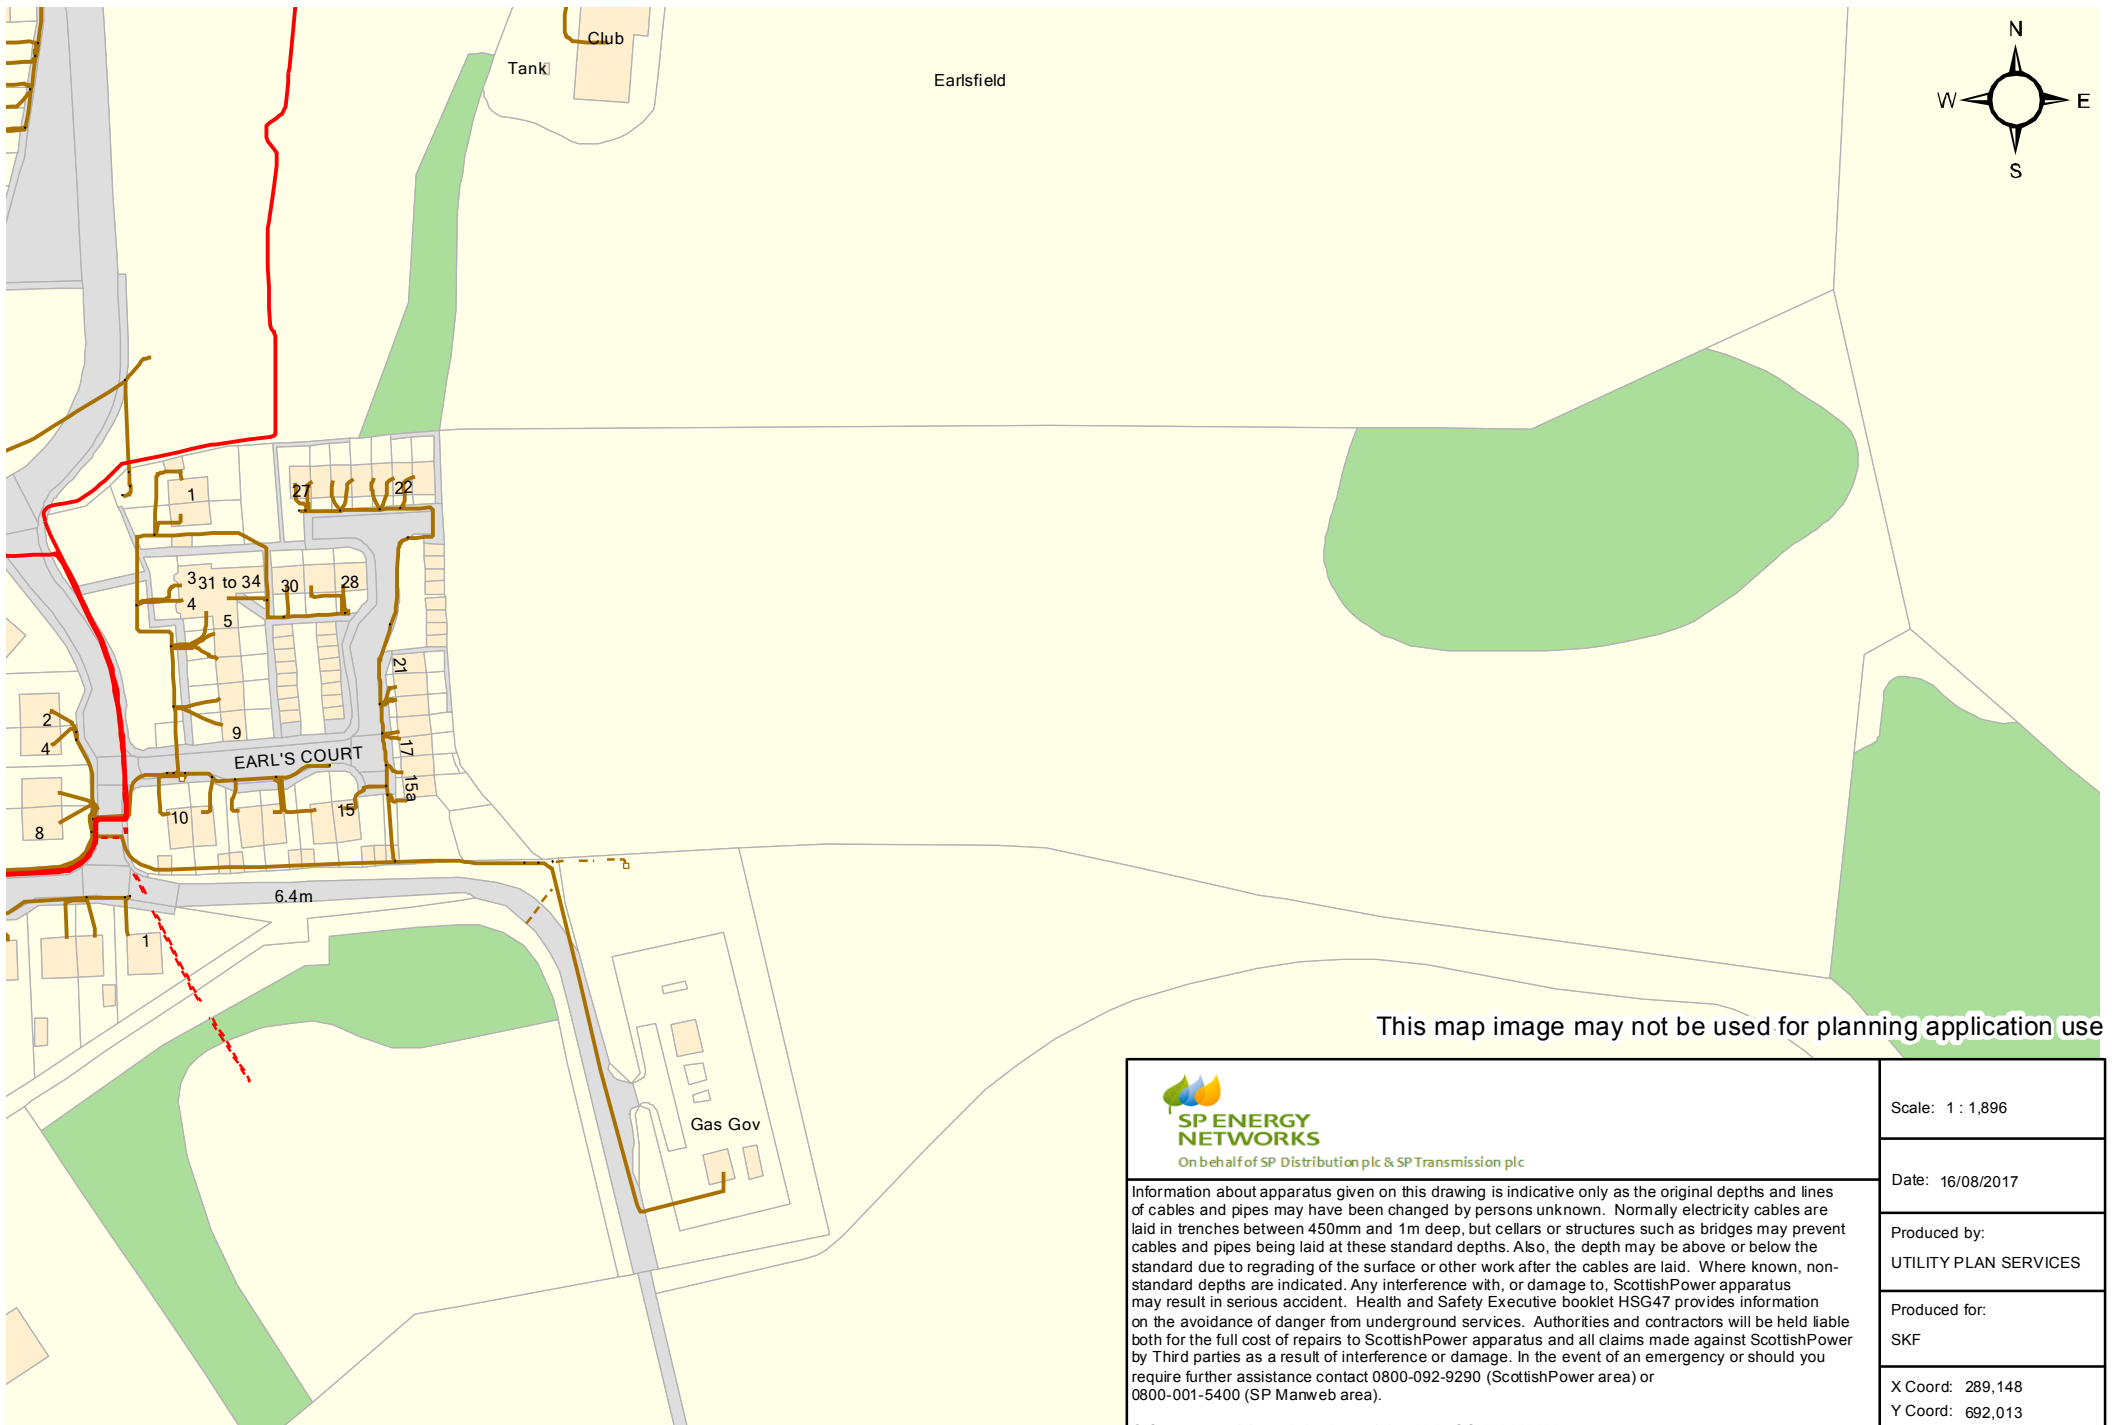 Club
Tank
Earlsfield
N
W
E
S
1
27
22
3
31 to 34
30
28
4
5
21
2
4
9
17
EARL'S COURT
15a
10
15
8
6.4m
1
Gas Gov
This map image may not be used for planning application use
SP ENERGY
NETWORKS
On behalf of SP Distribution plc & SP Transmission plc
Information about apparatus given on this drawing is indicative only as the original depths and lines
of cables and pipes may have been changed by persons unknown. Normally electricity cables are
laid in trenches between 450mm and 1m deep, but cellars or structures such as bridges may prevent
cables and pipes being laid at these standard depths. Also, the depth may be above or below the
standard due to regrading of the surface or other work after the cables are laid. Where known, non-
standard depths are indicated. Any interference with, or damage to, ScottishPower apparatus
may result in serious accident. Health and Safety Executive booklet HSG47 provides information
on the avoidance of danger from underground services. Authorities and contractors will be held liable
both for the full cost of repairs to ScottishPower apparatus and all claims made against ScottishPower
by Third parties as a result of interference or damage. In the event of an emergency or should you
require further assistance contact 0800-092-9290 (ScottishPower area) or
0800-001-5400 (SP Manweb area).
Scale: 1 : 1,896
Date: 16/08/2017
Produced by:
UTILITY PLAN SERVICES
Produced for:
SKF
X Coord: 289,148
Y Coord: 692,013